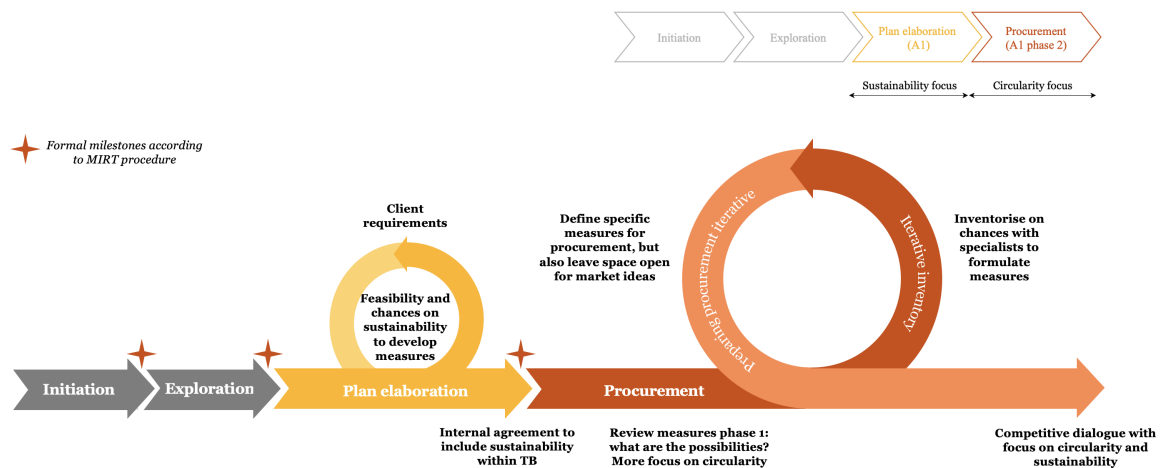 Initiation
Exploration
Plan elaboration
(A1)
Procurement
(A1 phase 2)
Sustainability focus
Circularity focus
Formal milestones according
to MIRT procedure
Client
requirements
Feasibility and
chances on
sustainability
to develop
measures
Define specific
measures for
procurement, but
also leave space open
for market ideas
Preparing procurement iterative
Iterative inventory
Inventorise on
chances with
specialists to
formulate
measures
Initiation
Exploration
Plan elaboration
Procurement
Internal agreement to
include sustainability
within TB
Review measures phase 1:
what are the possibilities?
More focus on circularity
Competitive dialogue with
focus on circularity and
sustainability